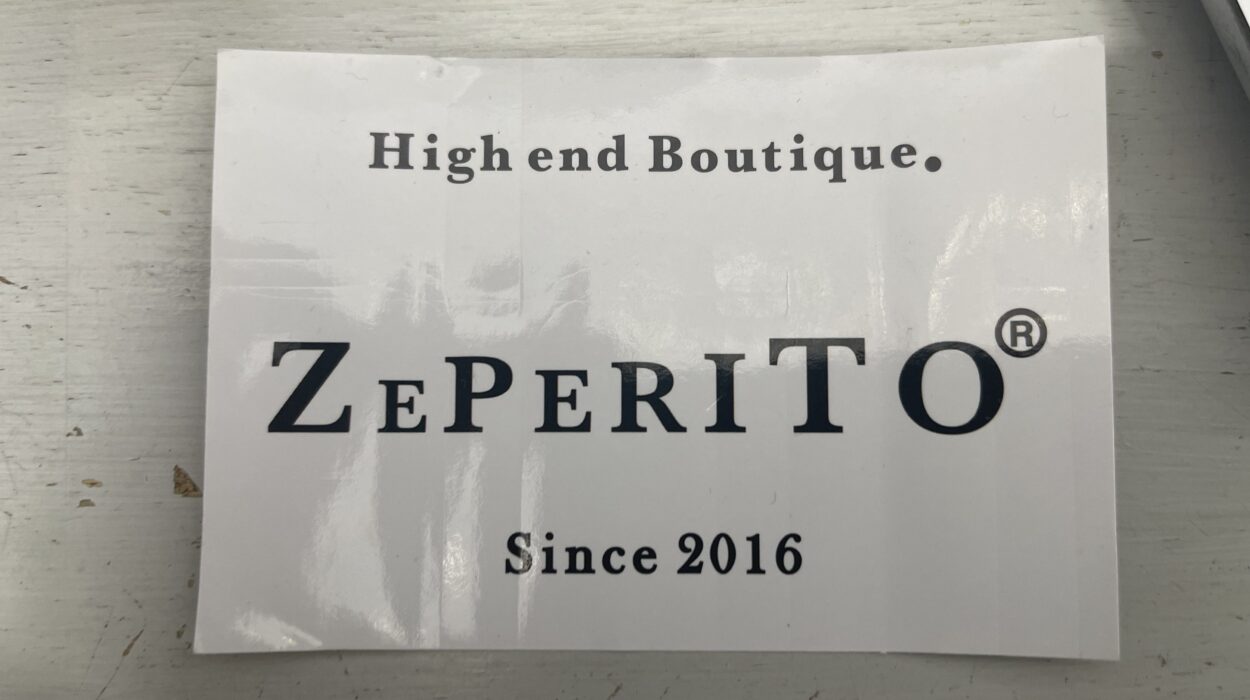 High end Boutique.
ZEPERITO®
Since 2016